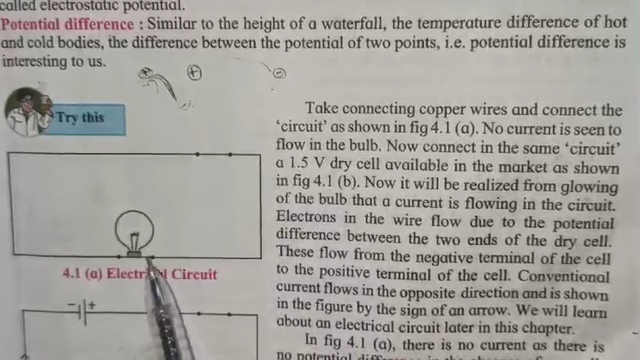 called electrostatic potential.
Potential difference : Similar to the height of a waterfall, the temperature difference of hot
and cold bodies, the difference between the potential of two points, i.e. potential difference is
interesting to us.
Try this
Take connecting copper wires and connect the
‘circuit’ as shown in fig 4.1 (a). No current is seen to
flow in the bulb. Now connect in the same ‘circuit’
a 1.5 V dry cell available in the market as shown
in fig 4.1 (b). Now it will be realized from glowing
of the bulb that a current is flowing in the circuit.
Electrons in the wire flow due to the potential
difference between the two ends of the dry cell.
These flow from the negative terminal of the cell
to the positive terminal of the cell. Conventional
current flows in the opposite direction and is shown
in the figure by the sign of an arrow. We will learn
about an electrical circuit later in this chapter.
In fig 4.1 (a), there is no current as there is
no potential
4.1 (a) Circuit
- +